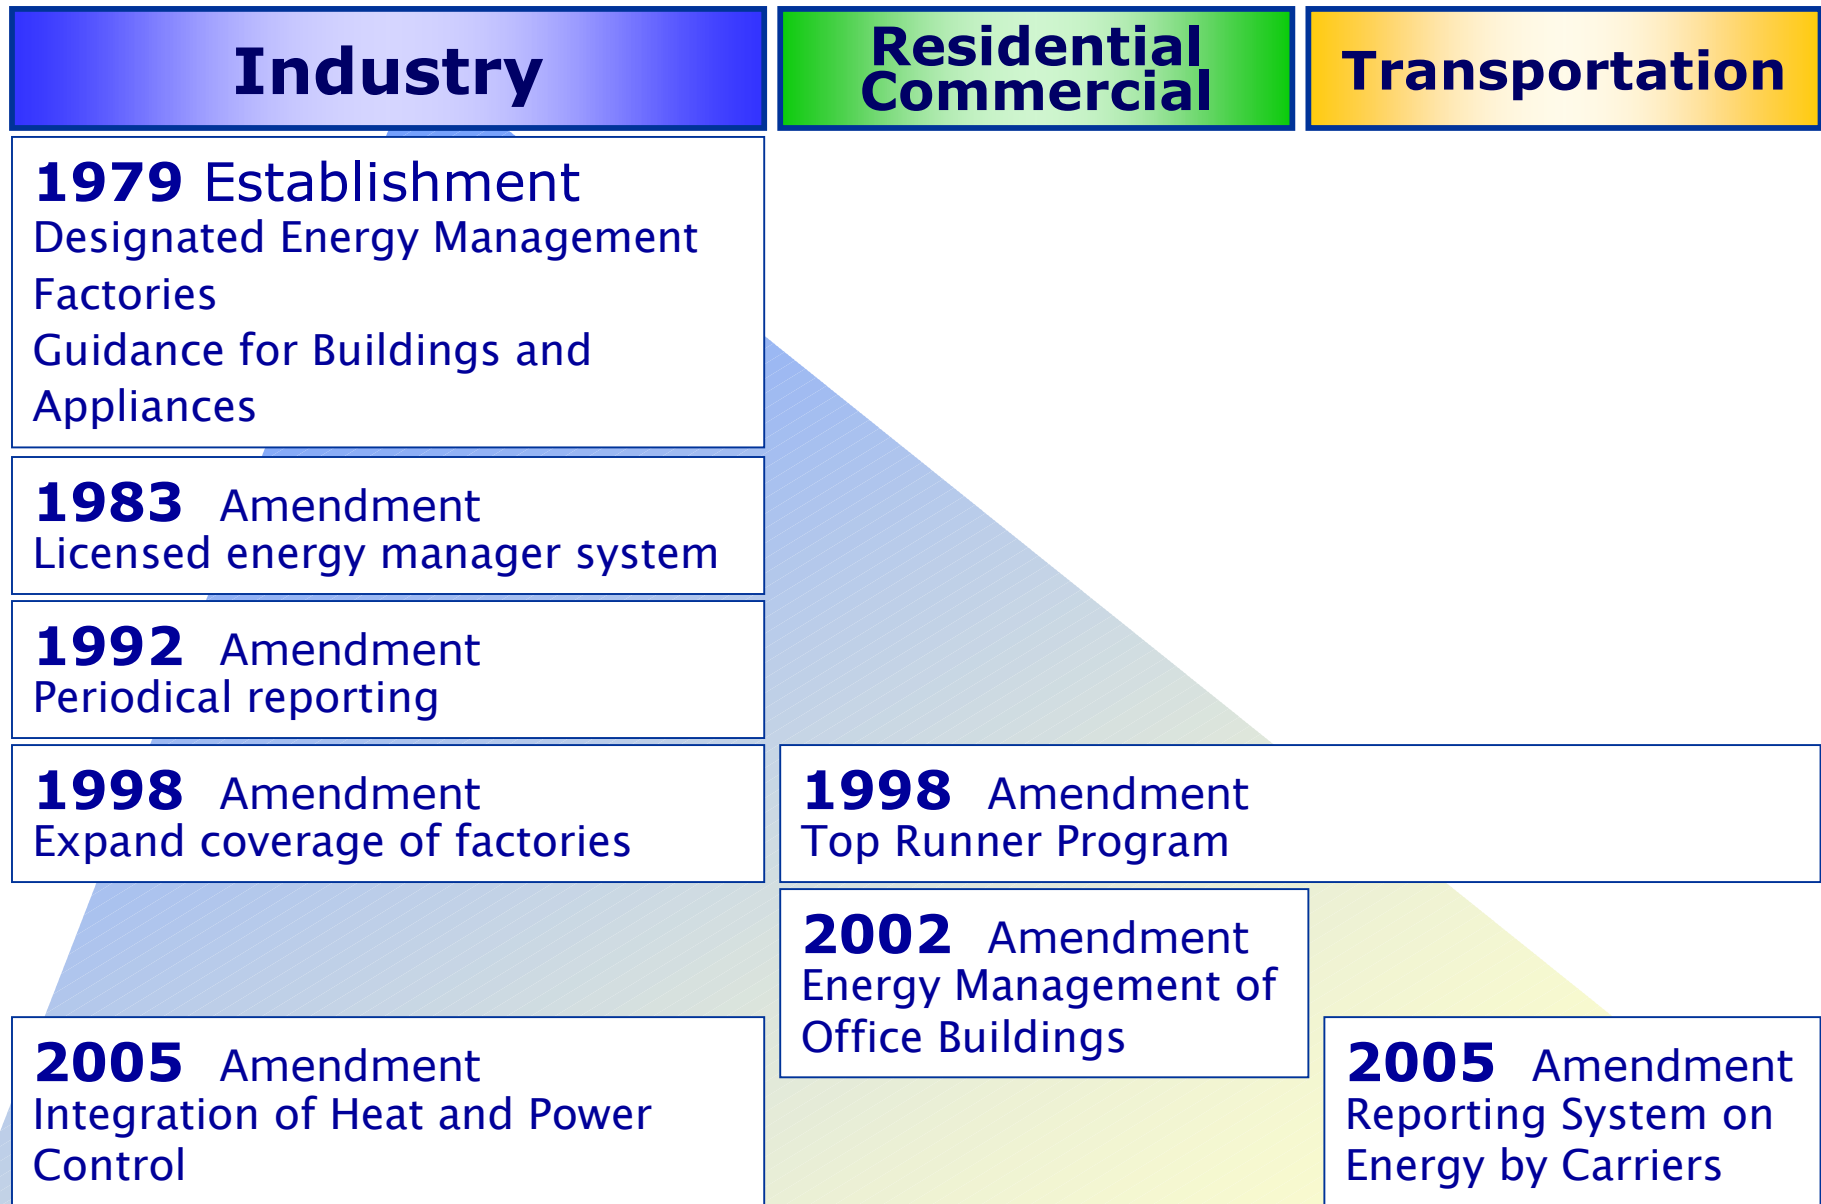 Industry
Residential
Commercial
Transportation
1979 Establishment
Designated Energy Management
Factories
Guidance for Buildings and
Appliances
1983 Amendment
Licensed energy manager system
1992 Amendment
Periodical reporting
1998 Amendment
Expand coverage of factories
1998 Amendment
Top Runner Program
2002 Amendment
Energy Management of
Office Buildings
2005 Amendment
Integration of Heat and Power
Control
2005 Amendment
Reporting System on
Energy by Carriers